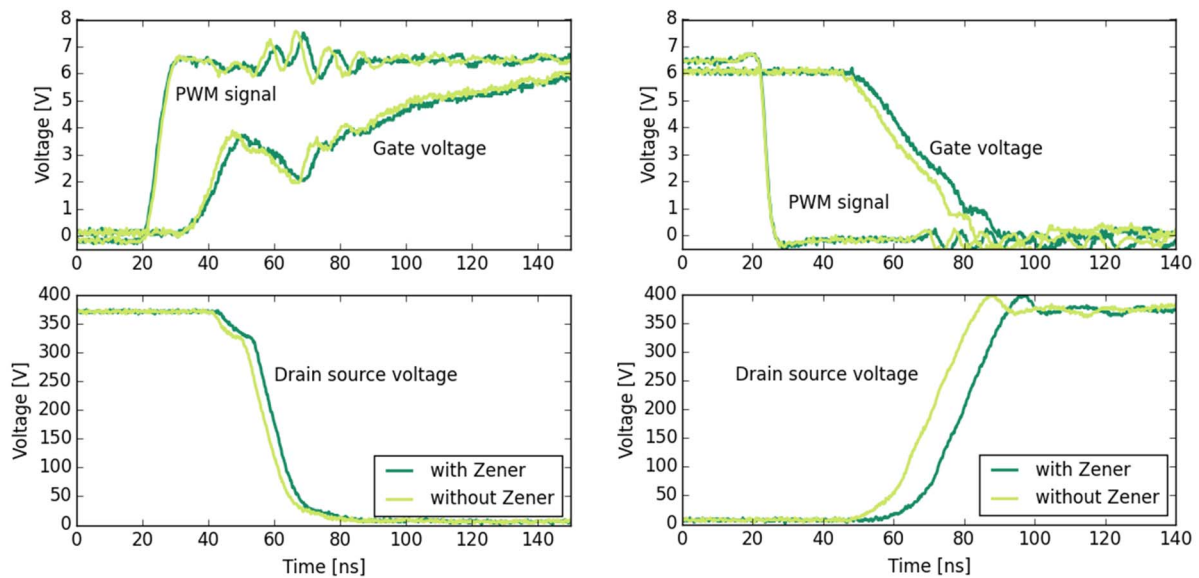 8
7
6
5
4
3
2
1
0
Voltage [V]
PWM signal
Gate voltage
0 20 40 60 80 100 120 140
8
7
6
5
4
3
2
1
0
Voltage [V]
Gate voltage
PWM signal
0 20 40 60 80 100 120 140
400
350
300
250
200
150
100
50
0
Voltage [V]
Drain source voltage
with Zener
without Zener
0 20 40 60 80 100 120 140
Time [ns]
400
350
300
250
200
150
100
50
0
Voltage [V]
Drain source voltage
with Zener
without Zener
0 20 40 60 80 100 120 140
Time [ns]